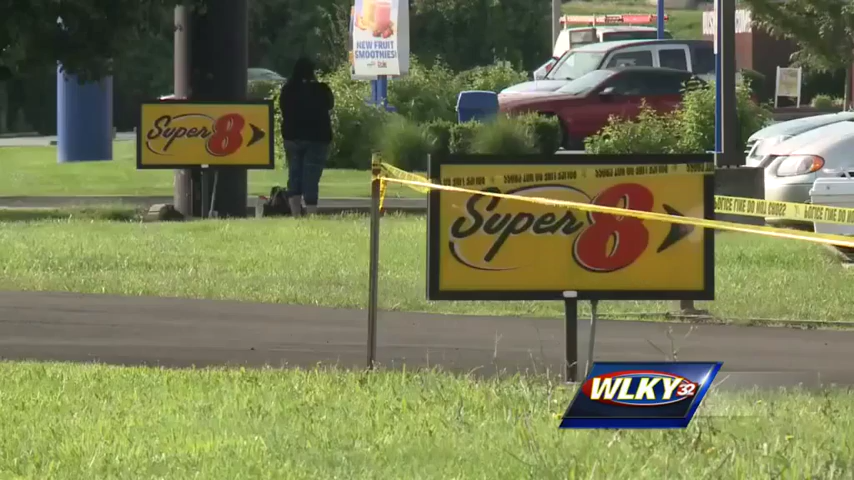 NEW FRUIT
SMOOTHIES!
Super 8
Super 8
POLICE LINE DO NOT CROSS
WLKY 32